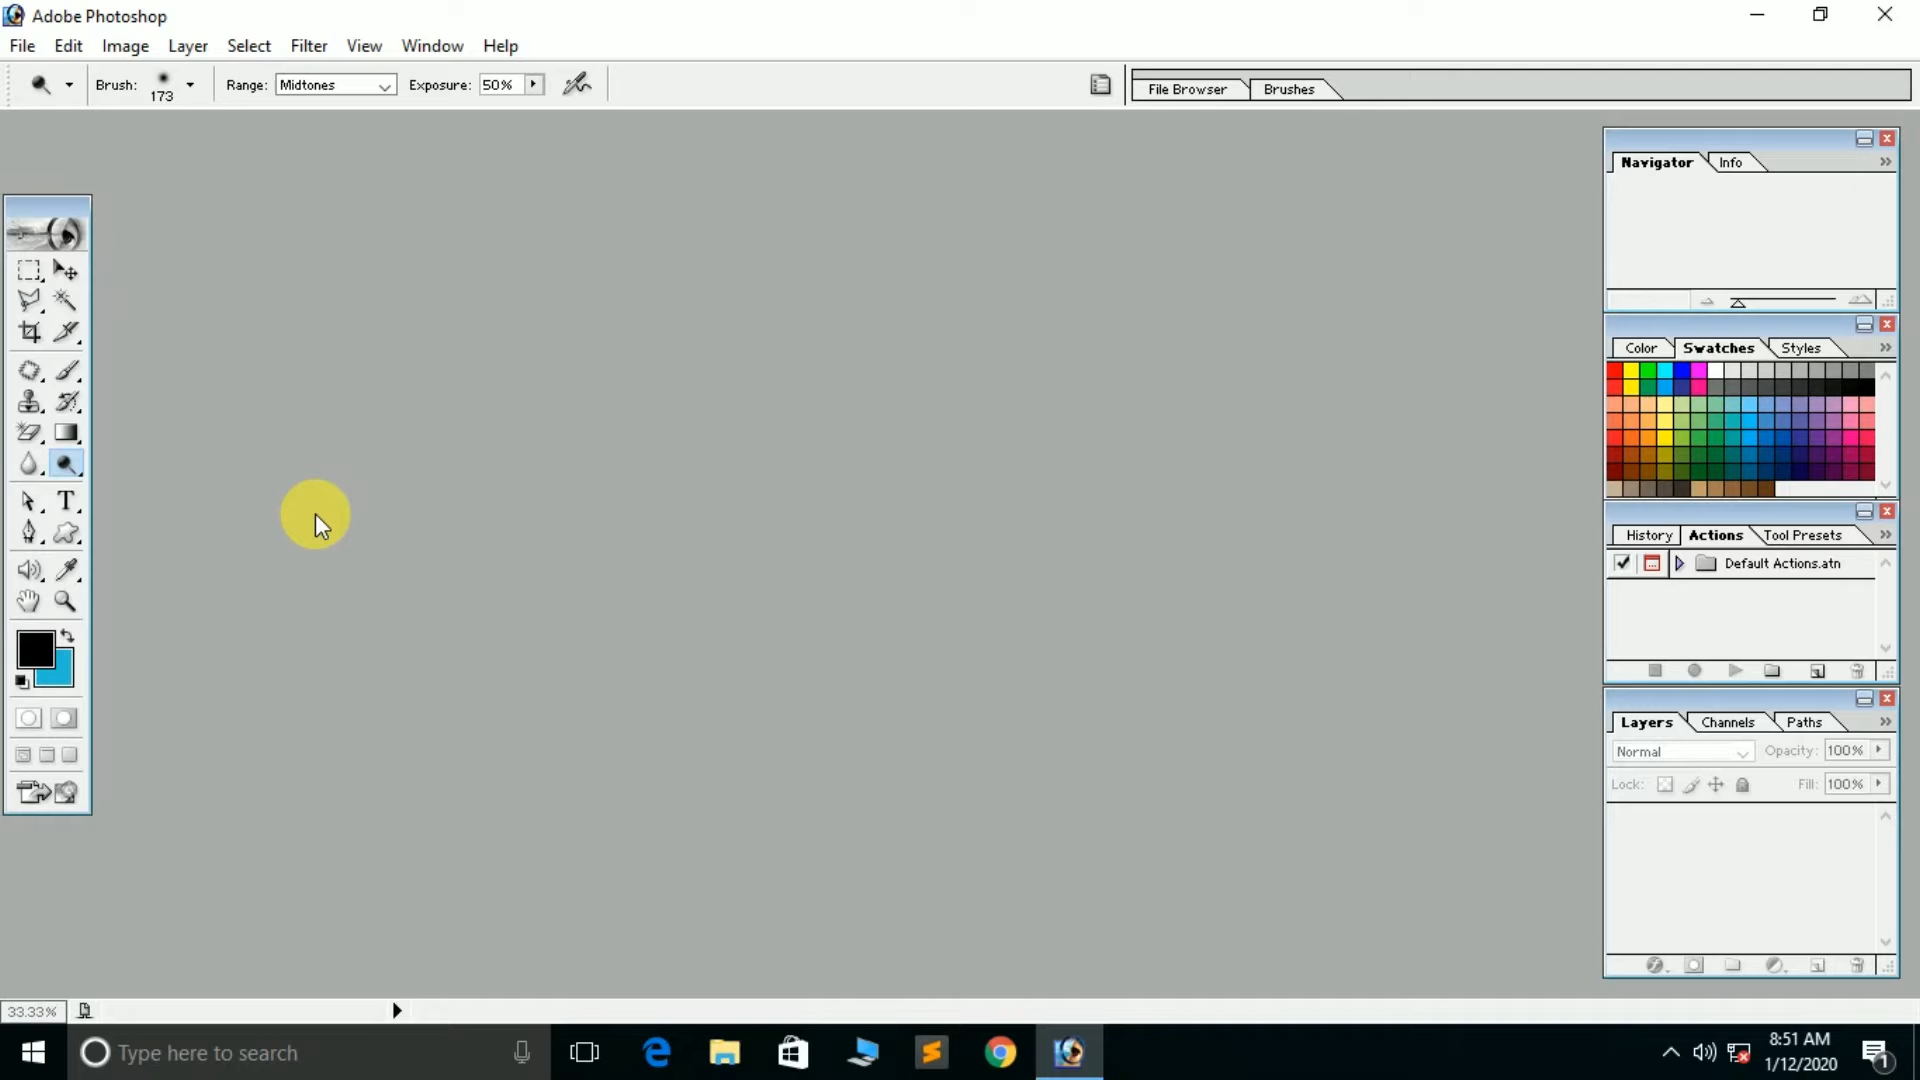 Adobe Photoshop
File Edit Image Layer Select Filter View Window Help
Brush: 173 Range: Midtones Exposure: 50% File Browser Brushes
Navigator Info
Color Swatches Styles
T
History Actions Tool Presets
Default Actions.atn
Layers Channels Paths
Normal Opacity: 100%
Lock: Fill: 100%
33.33%
Type here to search
8:51 AM
1/12/2020
1